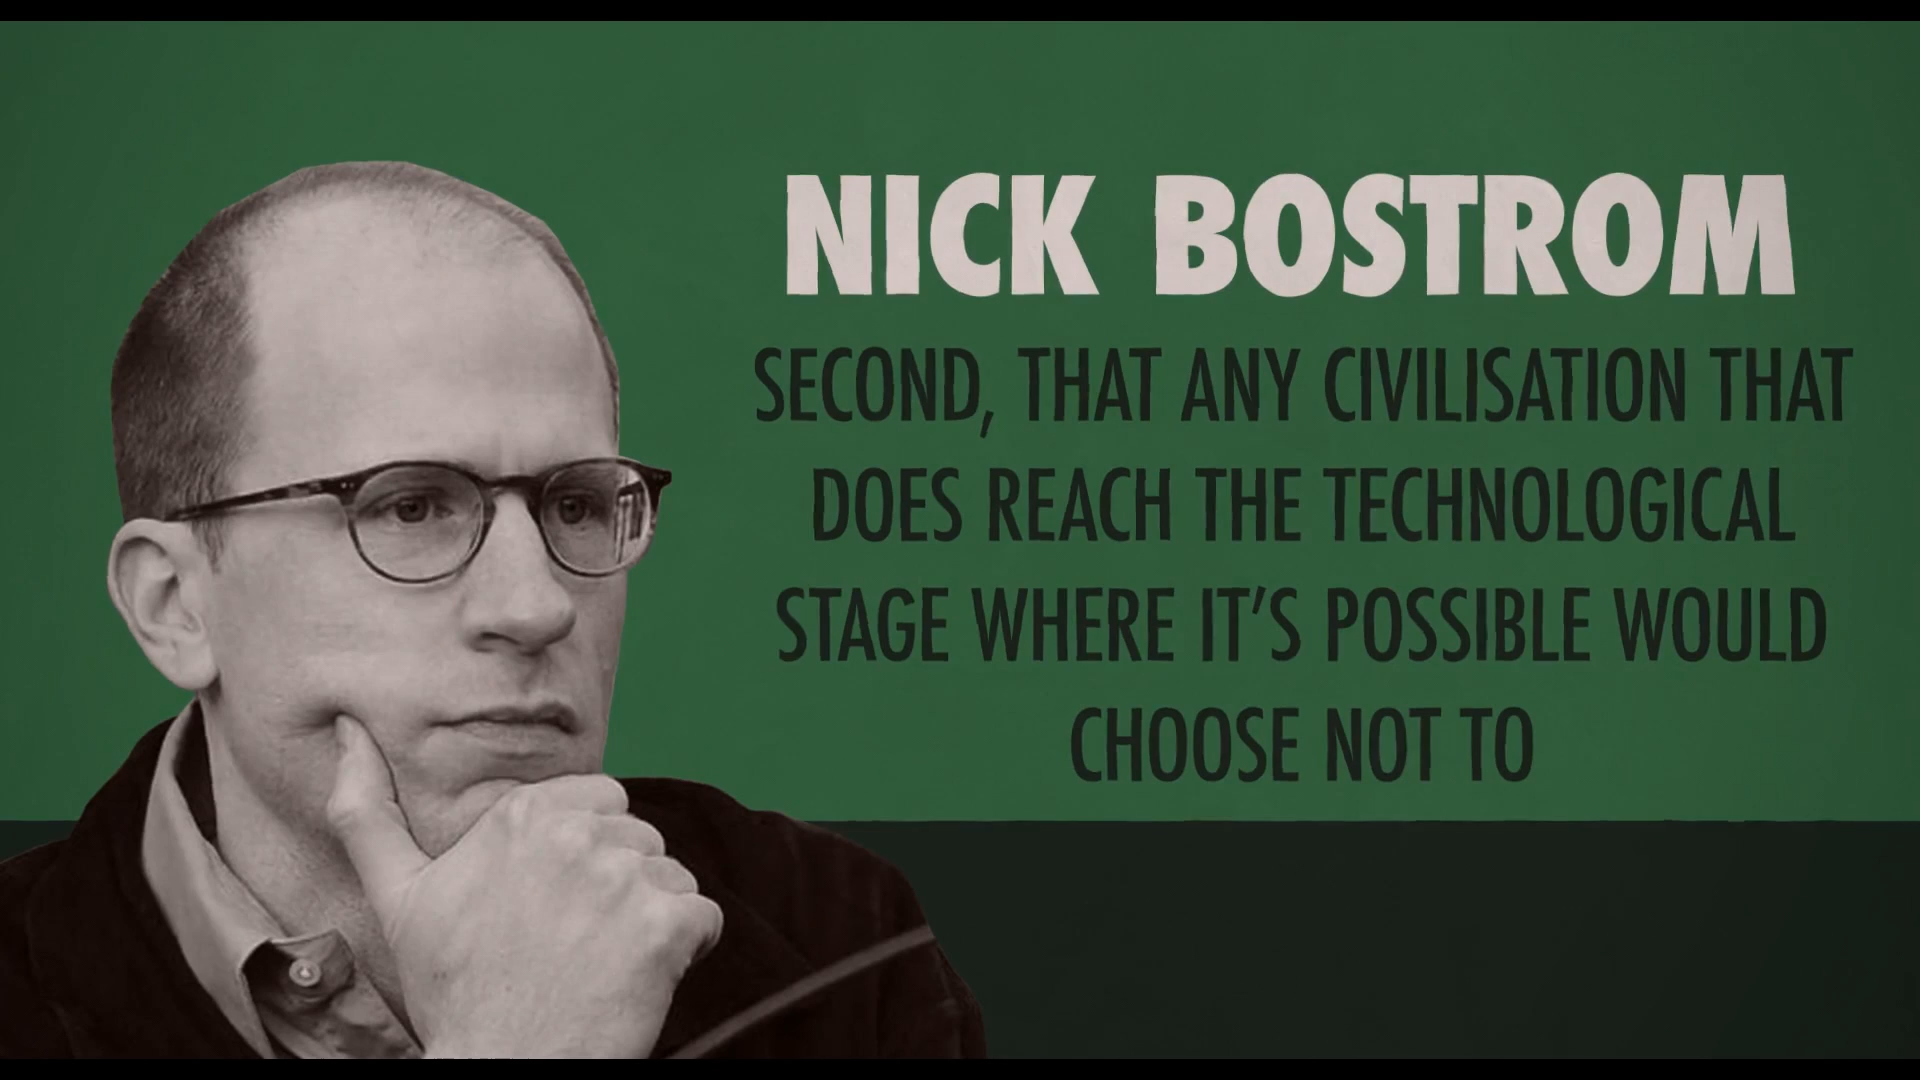 NICK BOSTROM
SECOND, THAT ANY CIVILISATION THAT
DOES REACH THE TECHNOLOGICAL
STAGE WHERE IT’S POSSIBLE WOULD
CHOOSE NOT TO